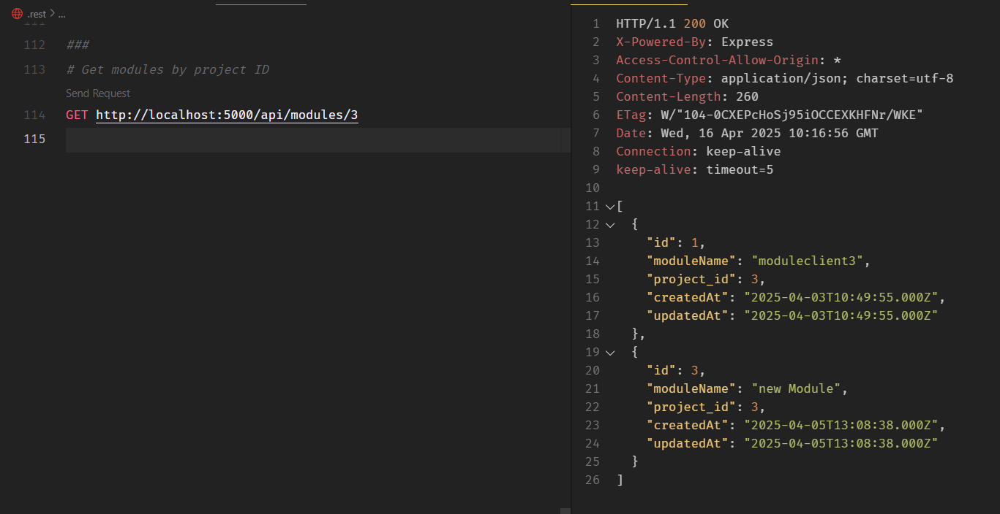 .rest > ...
112 ###
113 # Get modules by project ID
Send Request
114 GET http://localhost:5000/api/modules/3
115
1 HTTP/1.1 200 OK
2 X-Powered-By: Express
3 Access-Control-Allow-Origin: *
4 Content-Type: application/json; charset=utf-8
5 Content-Length: 260
6 ETag: W/"104-0CXEPcHoSj95iOCCEXKHFNr/WKE"
7 Date: Wed, 16 Apr 2025 10:16:56 GMT
8 Connection: keep-alive
9 keep-alive: timeout=5
10
11 [
12 {
13 "id": 1,
14 "moduleName": "moduleclient3",
15 "project_id": 3,
16 "createdAt": "2025-04-03T10:49:55.000Z",
17 "updatedAt": "2025-04-03T10:49:55.000Z"
18 },
19 {
20 "id": 3,
21 "moduleName": "new Module",
22 "project_id": 3,
23 "createdAt": "2025-04-05T13:08:38.000Z",
24 "updatedAt": "2025-04-05T13:08:38.000Z"
25 }
26 ]